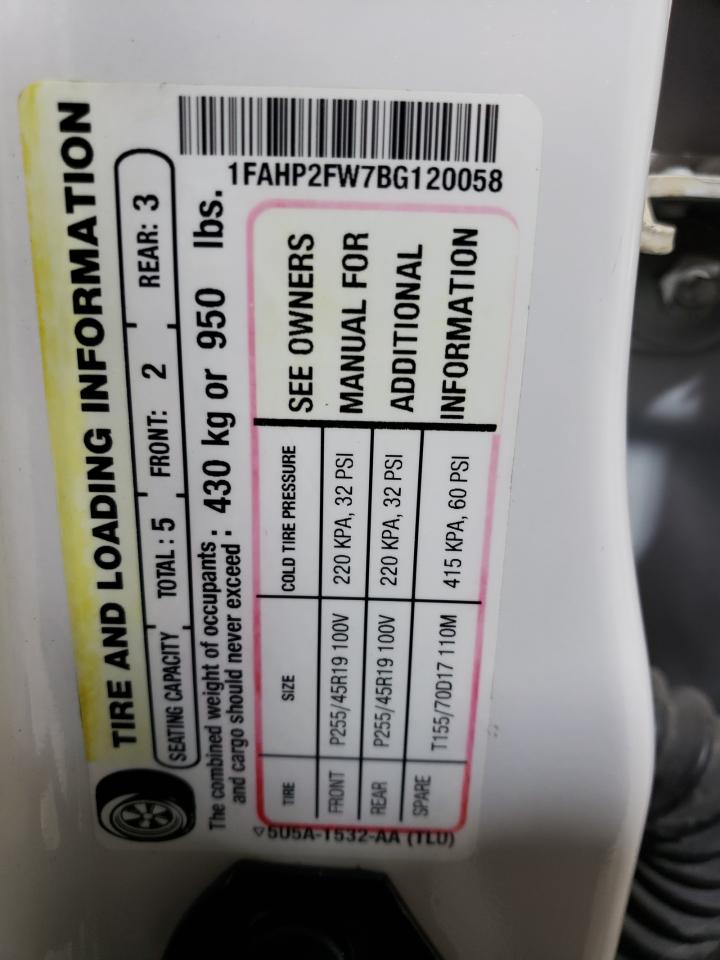 TIRE AND LOADING INFORMATION
SEATING CAPACITY TOTAL : 5 FRONT: 2 REAR: 3
The combined weight of occupants
and cargo should never exceed : 430 kg or 950 lbs.
TIRE SIZE COLD TIRE PRESSURE
FRONT P255/45R19 100V 220 KPA, 32 PSI
REAR P255/45R19 100V 220 KPA, 32 PSI
SPARE T155/70D17 110M 415 KPA, 60 PSI
SEE OWNERS
MANUAL FOR
ADDITIONAL
INFORMATION
5U5A-1532-AA (TLU)
1FAHP2FW7BG120058